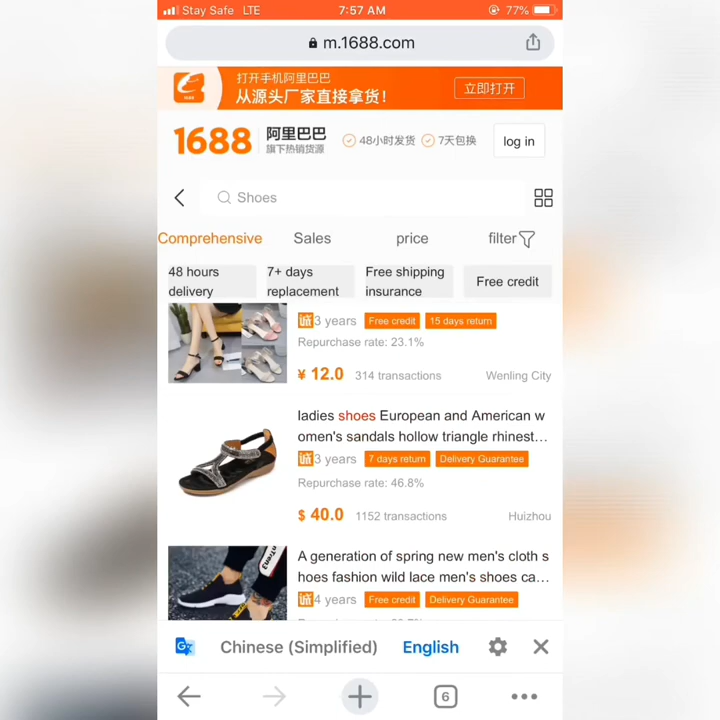 Stay Safe LTE 7:57 AM 77%
m.1688.com
打开手机阿里巴巴
从源头厂家直接拿货！
立即打开
1688 阿里巴巴
旗下热销货源
48小时发货 7天包换
log in
Shoes
Comprehensive Sales price filter
48 hours delivery
7+ days replacement
Free shipping insurance
Free credit
3 years Free credit 15 days return
Repurchase rate: 23.1%
¥ 12.0 314 transactions Wenling City
ladies shoes European and American w
omen's sandals hollow triangle rhinest...
3 years 7 days return Delivery Guarantee
Repurchase rate: 46.8%
$ 40.0 1152 transactions Huizhou
A generation of spring new men's cloth s
hoes fashion wild lace men's shoes ca...
4 years Free credit Delivery Guarantee
Chinese (Simplified) English
6